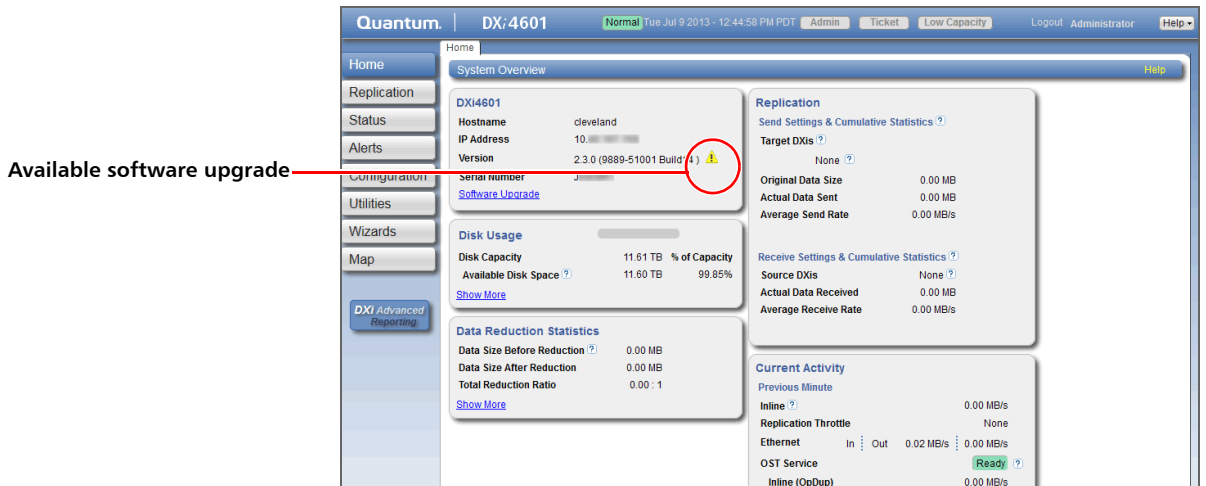 Quantum. DXi4601 Normal Tue Jul 9 2013 - 12:44:58 PM PDT Admin Ticket Low Capacity Logout Administrator Help
Home
Home
Replication
Status
Alerts
Configuration
Utilities
Wizards
Map
DXi Advanced
Reporting
Available software upgrade
System Overview Help
DXi4601
Hostname cleveland
IP Address 10.
Version 2.3.0 (9889-51001 Build14 )
Serial Number J
Software Upgrade
Disk Usage
Disk Capacity 11.61 TB % of Capacity
Available Disk Space ? 11.60 TB 99.85%
Show More
Data Reduction Statistics
Data Size Before Reduction ? 0.00 MB
Data Size After Reduction 0.00 MB
Total Reduction Ratio 0.00 : 1
Show More
Replication
Send Settings & Cumulative Statistics ?
Target DXis ?
None ?
Original Data Size 0.00 MB
Actual Data Sent 0.00 MB
Average Send Rate 0.00 MB/s
Receive Settings & Cumulative Statistics ?
Source DXis None ?
Actual Data Received 0.00 MB
Average Receive Rate 0.00 MB/s
Current Activity
Previous Minute
Inline ? 0.00 MB/s
Replication Throttle None
Ethernet In Out 0.02 MB/s 0.00 MB/s
OST Service Ready ?
Inline (OpDup) 0.00 MB/s